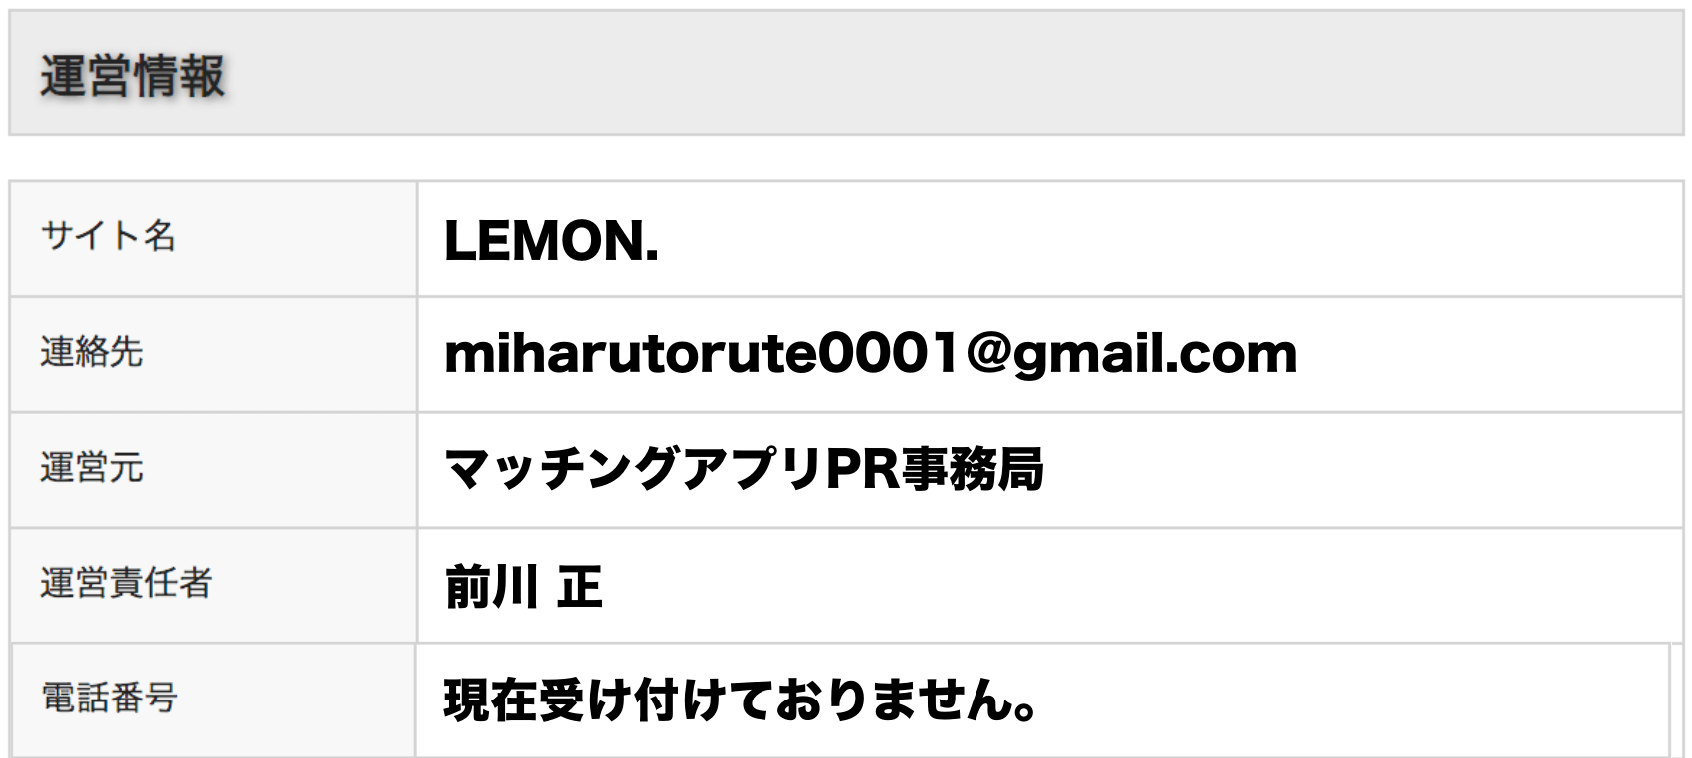 運営情報
サイト名 LEMON.
連絡先 miharutorute0001@gmail.com
運営元 マッチングアプリPR事務局
運営責任者 前川 正
電話番号 現在受け付けておりません。